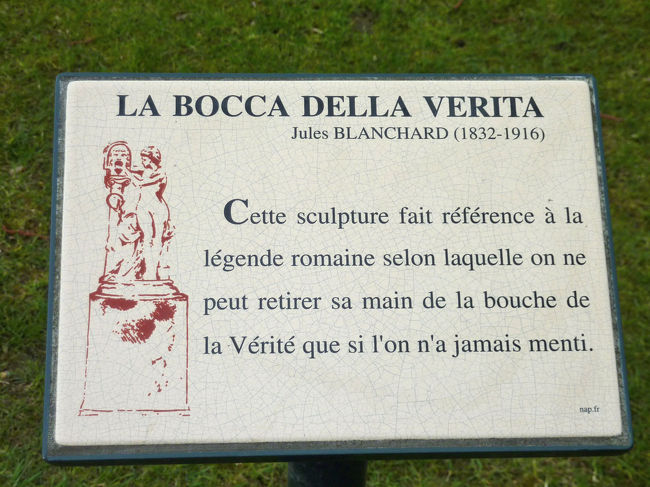 LA BOCCA DELLA VERITA
Jules BLANCHARD (1832-1916)
Cette sculpture fait référence à la
légende romaine selon laquelle on ne
peut retirer sa main de la bouche de
la Vérité que si l'on n'a jamais menti.
nap.fr